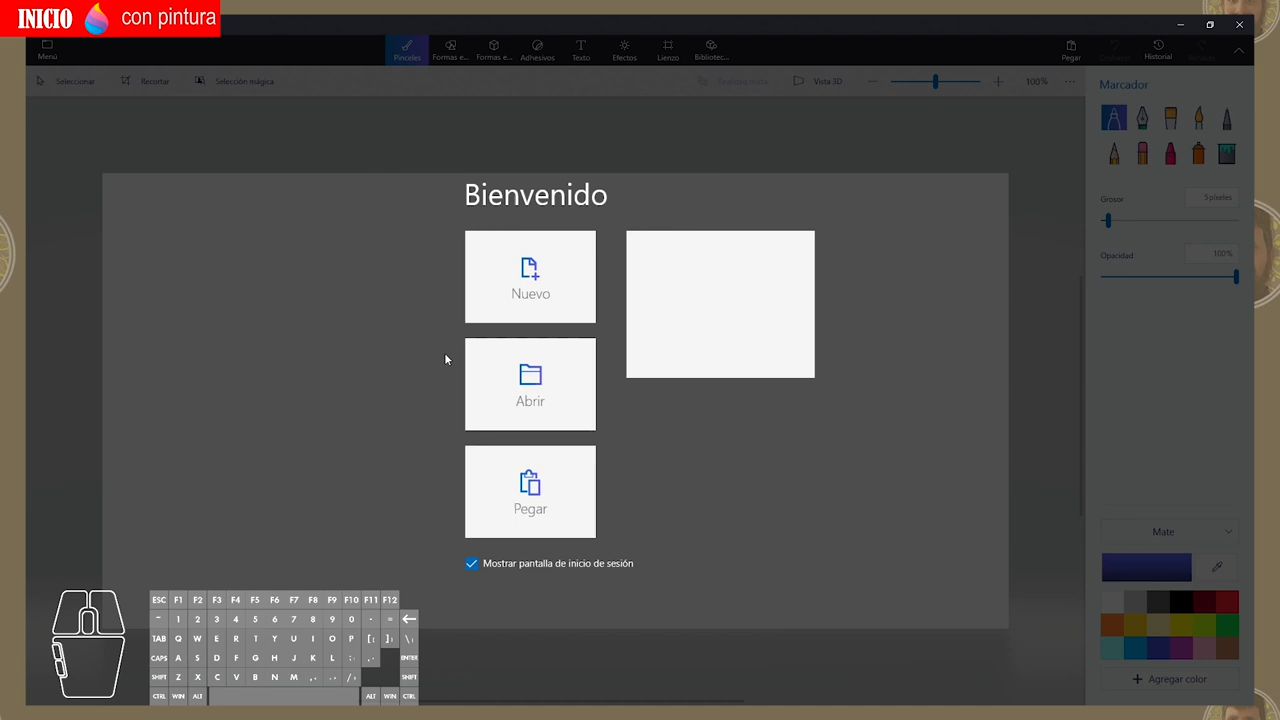 INICIO con pintura
Menú
Pinceles
Formas e...
Formas e...
Adhesivos
Texto
Efectos
Lienzo
Bibliotec...
Pegar
Historial
Seleccionar
Recortar
Selección mágica
Vista 3D
100%
Marcador
Grosor
5píxeles
Opacidad
100%
Bienvenido
Nuevo
Abrir
Pegar
Mostrar pantalla de inicio de sesión
Mate
Agregar color
ESC F1 F2 F3 F4 F5 F6 F7 F8 F9 F10 F11 F12
~ 1 2 3 4 5 6 7 8 9 0 - =
TAB Q W E R T Y U I O P [ ] \
CAPS A S D F G H J K L ENTER
SHIFT Z X C V B N M SHIFT
CTRL WIN ALT ALT WIN CTRL